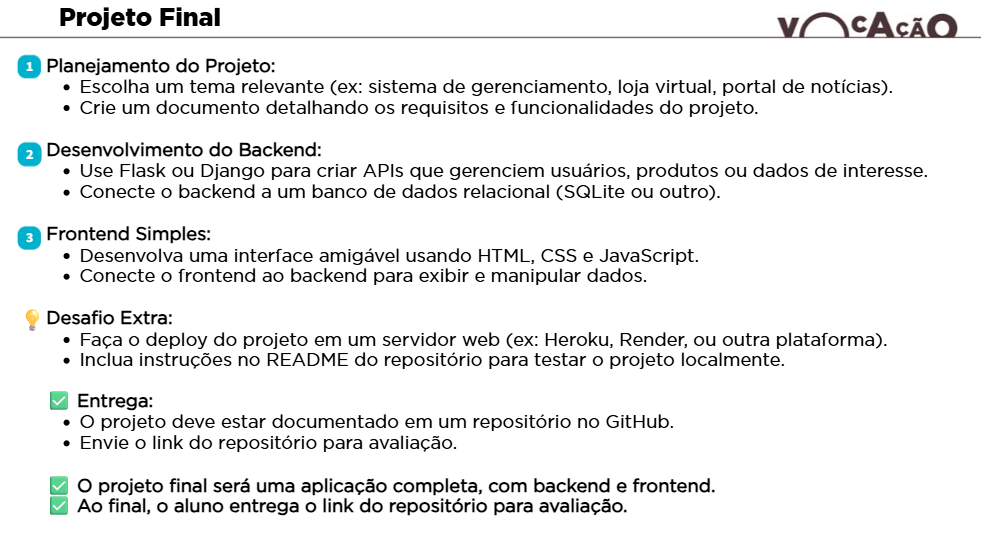 Projeto Final
VOCAÇÃO
1 Planejamento do Projeto:
• Escolha um tema relevante (ex: sistema de gerenciamento, loja virtual, portal de notícias).
• Crie um documento detalhando os requisitos e funcionalidades do projeto.
2 Desenvolvimento do Backend:
• Use Flask ou Django para criar APIs que gerenciem usuários, produtos ou dados de interesse.
• Conecte o backend a um banco de dados relacional (SQLite ou outro).
3 Frontend Simples:
• Desenvolva uma interface amigável usando HTML, CSS e JavaScript.
• Conecte o frontend ao backend para exibir e manipular dados.
Desafio Extra:
• Faça o deploy do projeto em um servidor web (ex: Heroku, Render, ou outra plataforma).
• Inclua instruções no README do repositório para testar o projeto localmente.
Entrega:
• O projeto deve estar documentado em um repositório no GitHub.
• Envie o link do repositório para avaliação.
O projeto final será uma aplicação completa, com backend e frontend.
Ao final, o aluno entrega o link do repositório para avaliação.